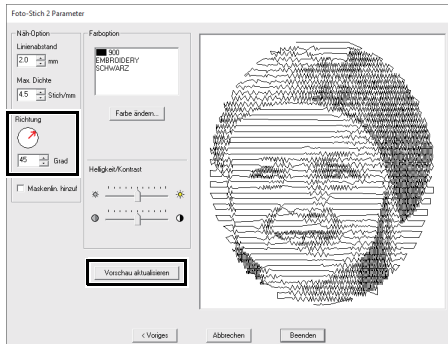 Foto-Stich 2 Parameter
Näh-Option
Linienabstand
2.0 mm
Max. Dichte
4.5 Stich/mm
Richtung
45 Grad
Maskenlin. hinzuf
Farboption
900
EMBROIDERY
SCHWARZ
Farbe ändern...
Helligkeit/Kontrast
Vorschau aktualisieren
< Voriges
Abbrechen
Beenden